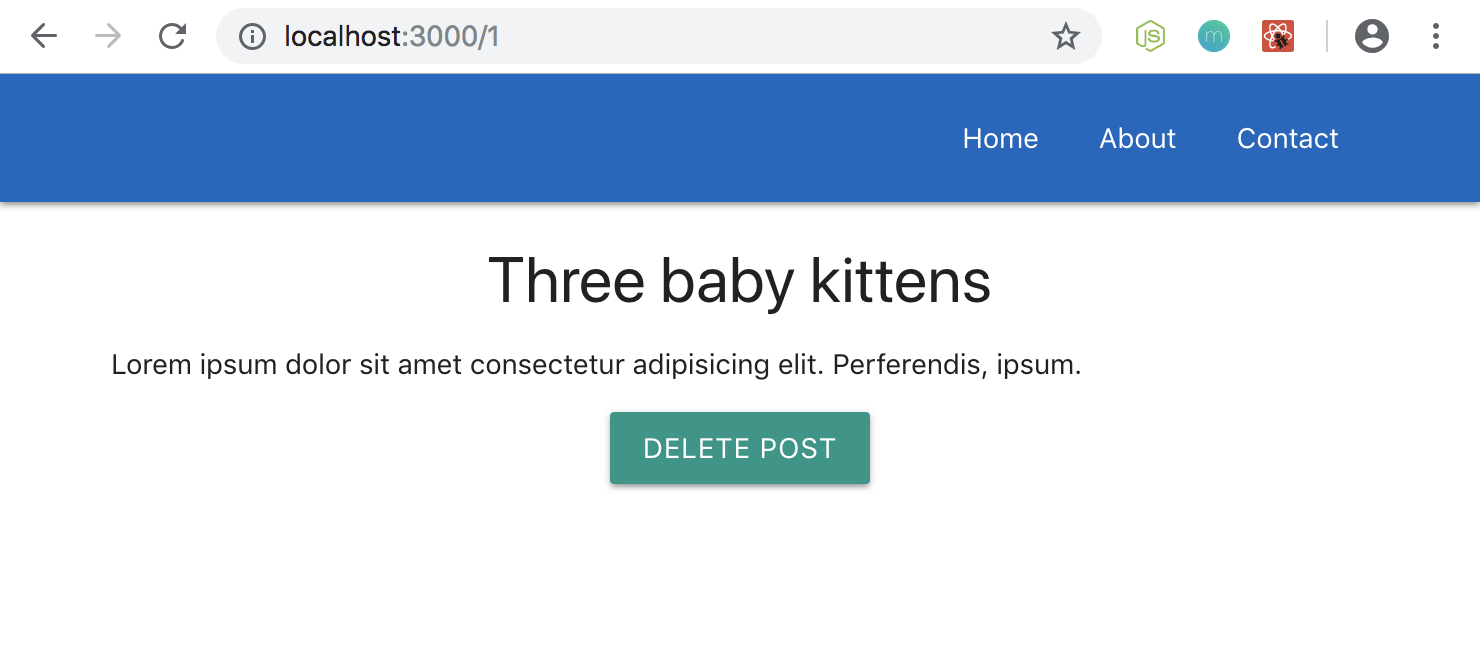 localhost:3000/1
JS
m
Home About Contact
Three baby kittens
Lorem ipsum dolor sit amet consectetur adipisicing elit. Perferendis, ipsum.
DELETE POST